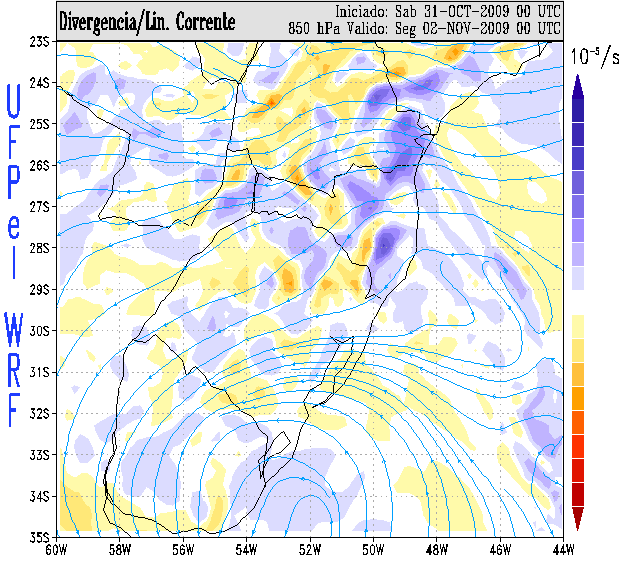 Divergencia/Lin. Corrente
Iniciado: Sab 31-OCT-2009 00 UTC
850 hPa Valido: Seg 02-NOV-2009 00 UTC
UFPel WRF
10⁻⁵/s
23S
24S
25S
26S
27S
28S
29S
30S
31S
32S
33S
34S
35S
60W 58W 56W 54W 52W 50W 48W 46W 44W